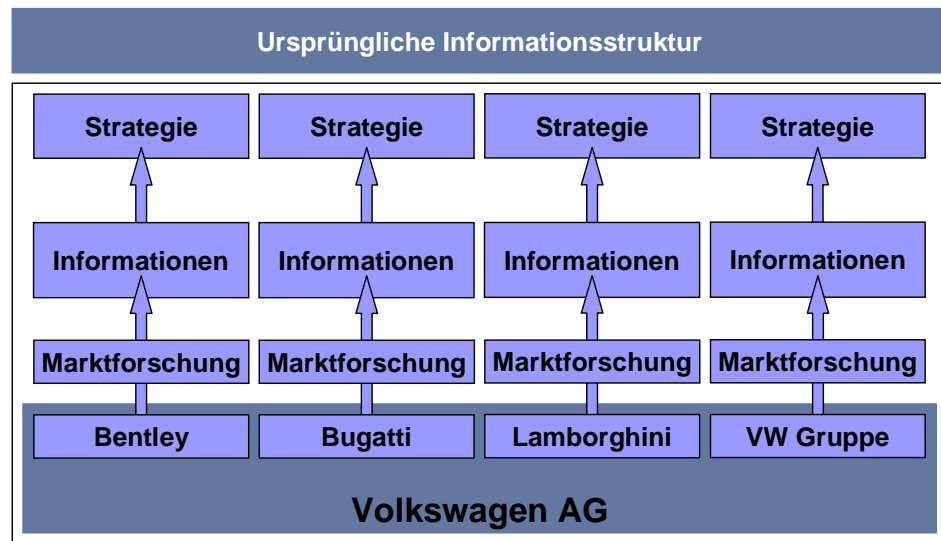 Ursprüngliche Informationsstruktur
Strategie Strategie Strategie Strategie
Informationen Informationen Informationen Informationen
Marktforschung Marktforschung Marktforschung Marktforschung
Bentley Bugatti Lamborghini VW Gruppe
Volkswagen AG